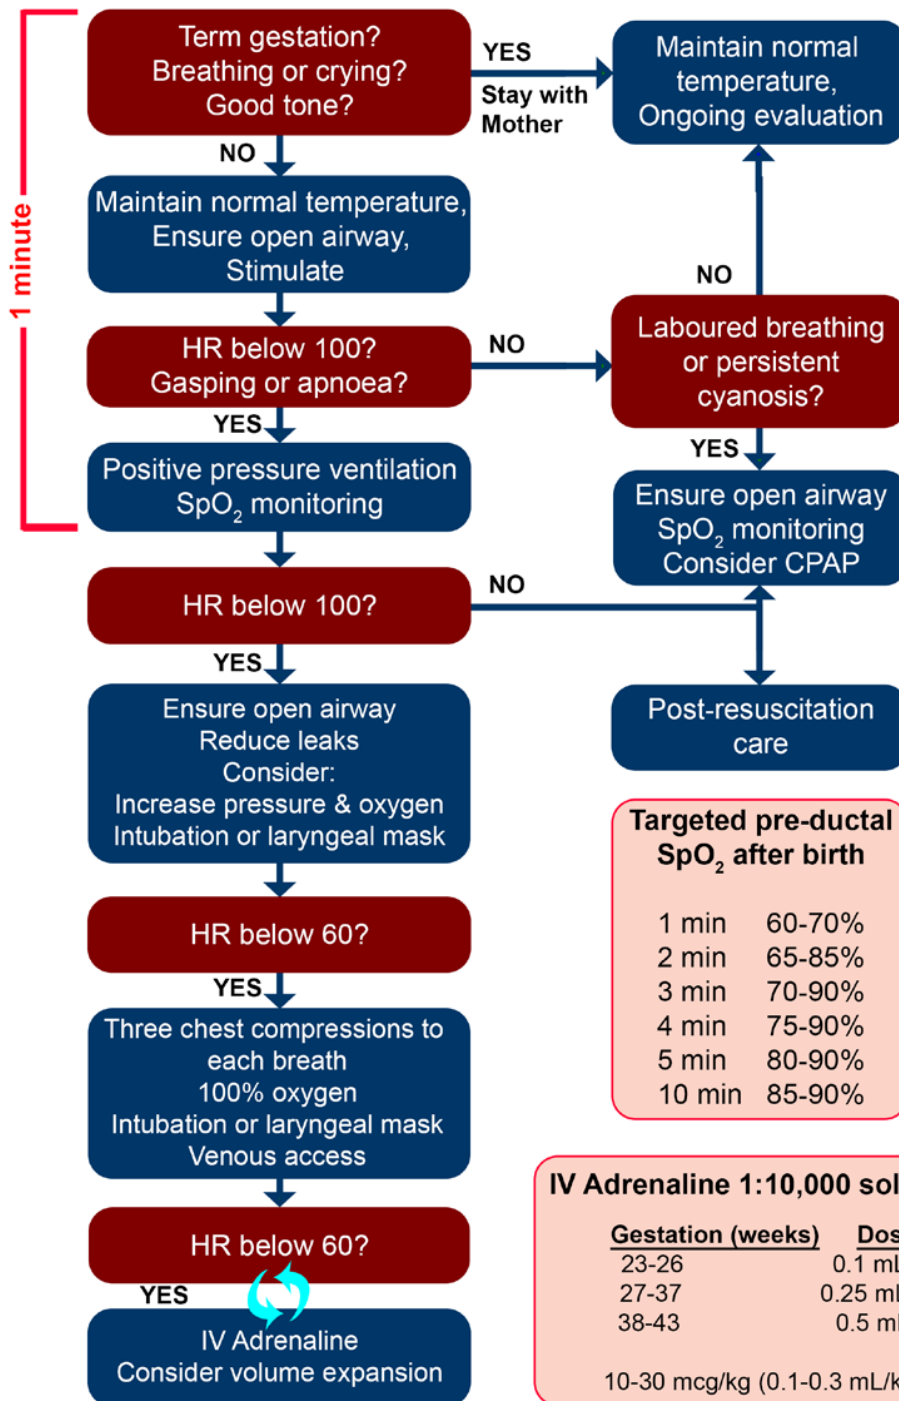 1 minute
Term gestation?
Breathing or crying?
Good tone?
YES
Stay with
Mother
Maintain normal
temperature,
Ongoing evaluation
NO
Maintain normal temperature,
Ensure open airway,
Stimulate
NO
HR below 100?
Gasping or apnoea?
NO
Laboured breathing
or persistent
cyanosis?
YES
YES
Positive pressure ventilation
SpO₂ monitoring
Ensure open airway
SpO₂ monitoring
Consider CPAP
HR below 100?
NO
YES
Ensure open airway
Reduce leaks
Consider:
Increase pressure & oxygen
Intubation or laryngeal mask
Post-resuscitation
care
HR below 60?
YES
Three chest compressions to
each breath
100% oxygen
Intubation or laryngeal mask
Venous access
HR below 60?
YES
IV Adrenaline
Consider volume expansion
Targeted pre-ductal
SpO₂ after birth
1 min 60-70%
2 min 65-85%
3 min 70-90%
4 min 75-90%
5 min 80-90%
10 min 85-90%
IV Adrenaline 1:10,000
Gestation (weeks)
23-26 0.1
27-37 0.25
38-43 0.5
10-30 mcg/kg (0.1-0.3